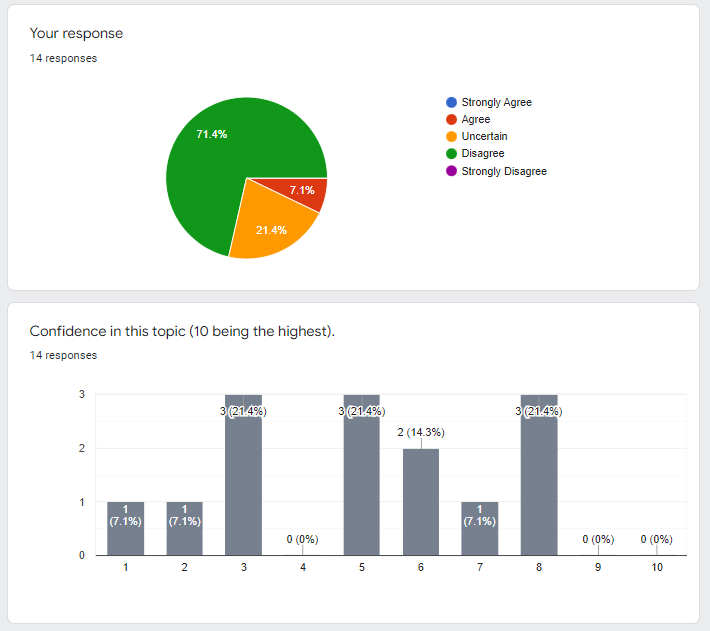 Your response
14 responses
71.4%
7.1%
21.4%
Strongly Agree
Agree
Uncertain
Disagree
Strongly Disagree
Confidence in this topic (10 being the highest).
14 responses
3
2
1
0
1
(7.1%)
1
(7.1%)
3 (21.4%)
0 (0%)
3 (21.4%)
2 (14.3%)
1
(7.1%)
3 (21.4%)
0 (0%)
0 (0%)
1 2 3 4 5 6 7 8 9 10